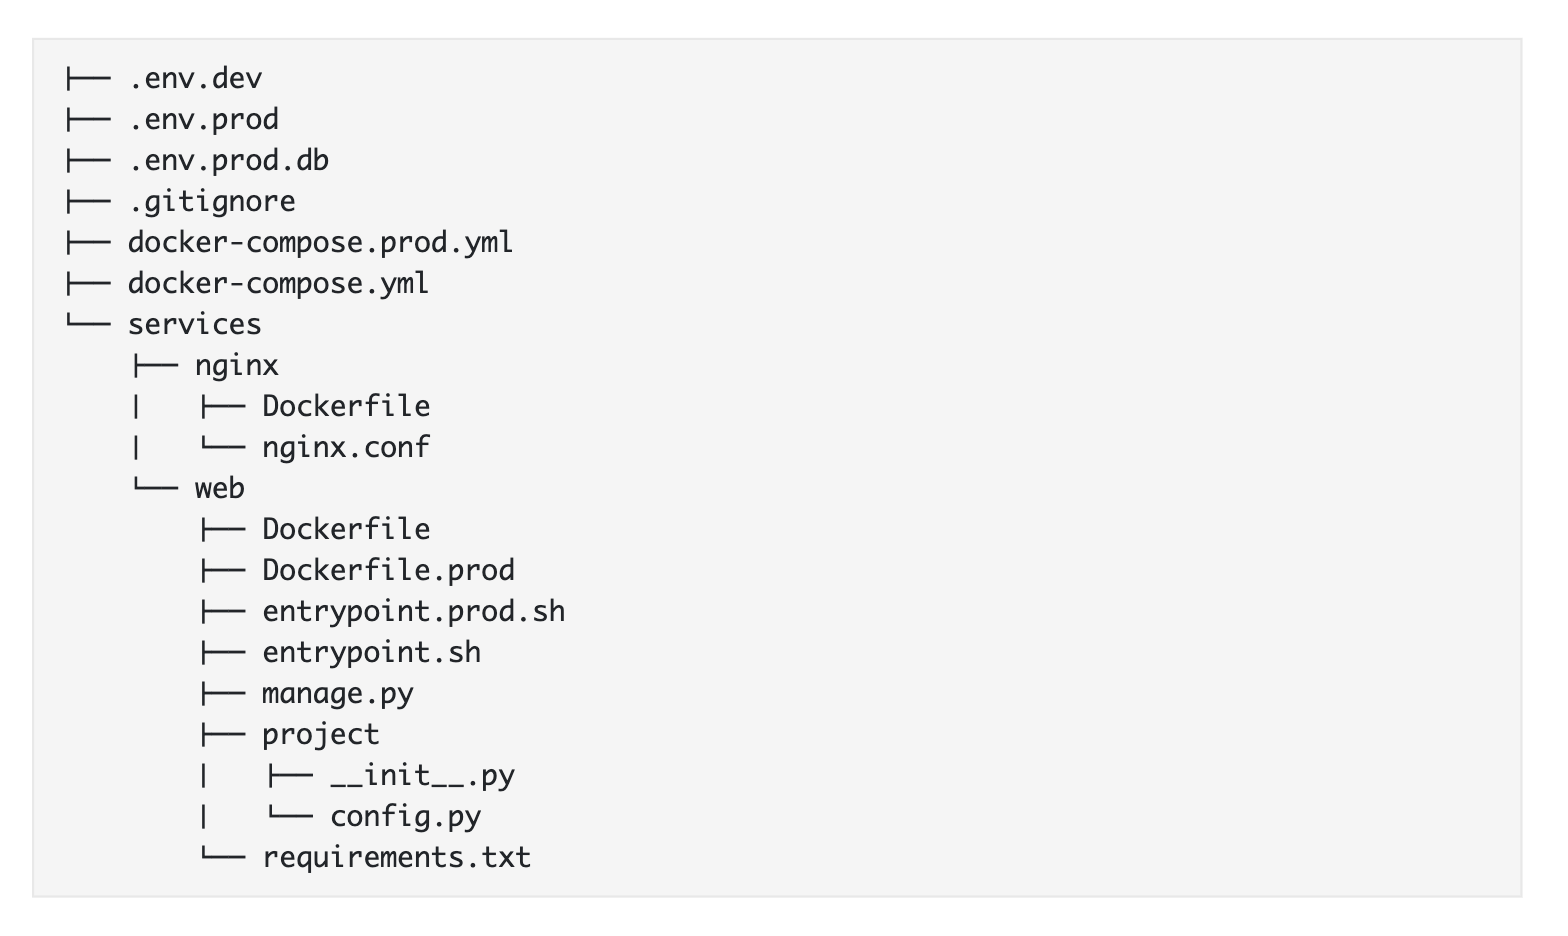 ├── .env.dev
├── .env.prod
├── .env.prod.db
├── .gitignore
├── docker-compose.prod.yml
├── docker-compose.yml
└── services
    ├── nginx
    │   ├── Dockerfile
    │   └── nginx.conf
    └── web
        ├── Dockerfile
        ├── Dockerfile.prod
        ├── entrypoint.prod.sh
        ├── entrypoint.sh
        ├── manage.py
        ├── project
        │   ├── __init__.py
        │   └── config.py
        └── requirements.txt